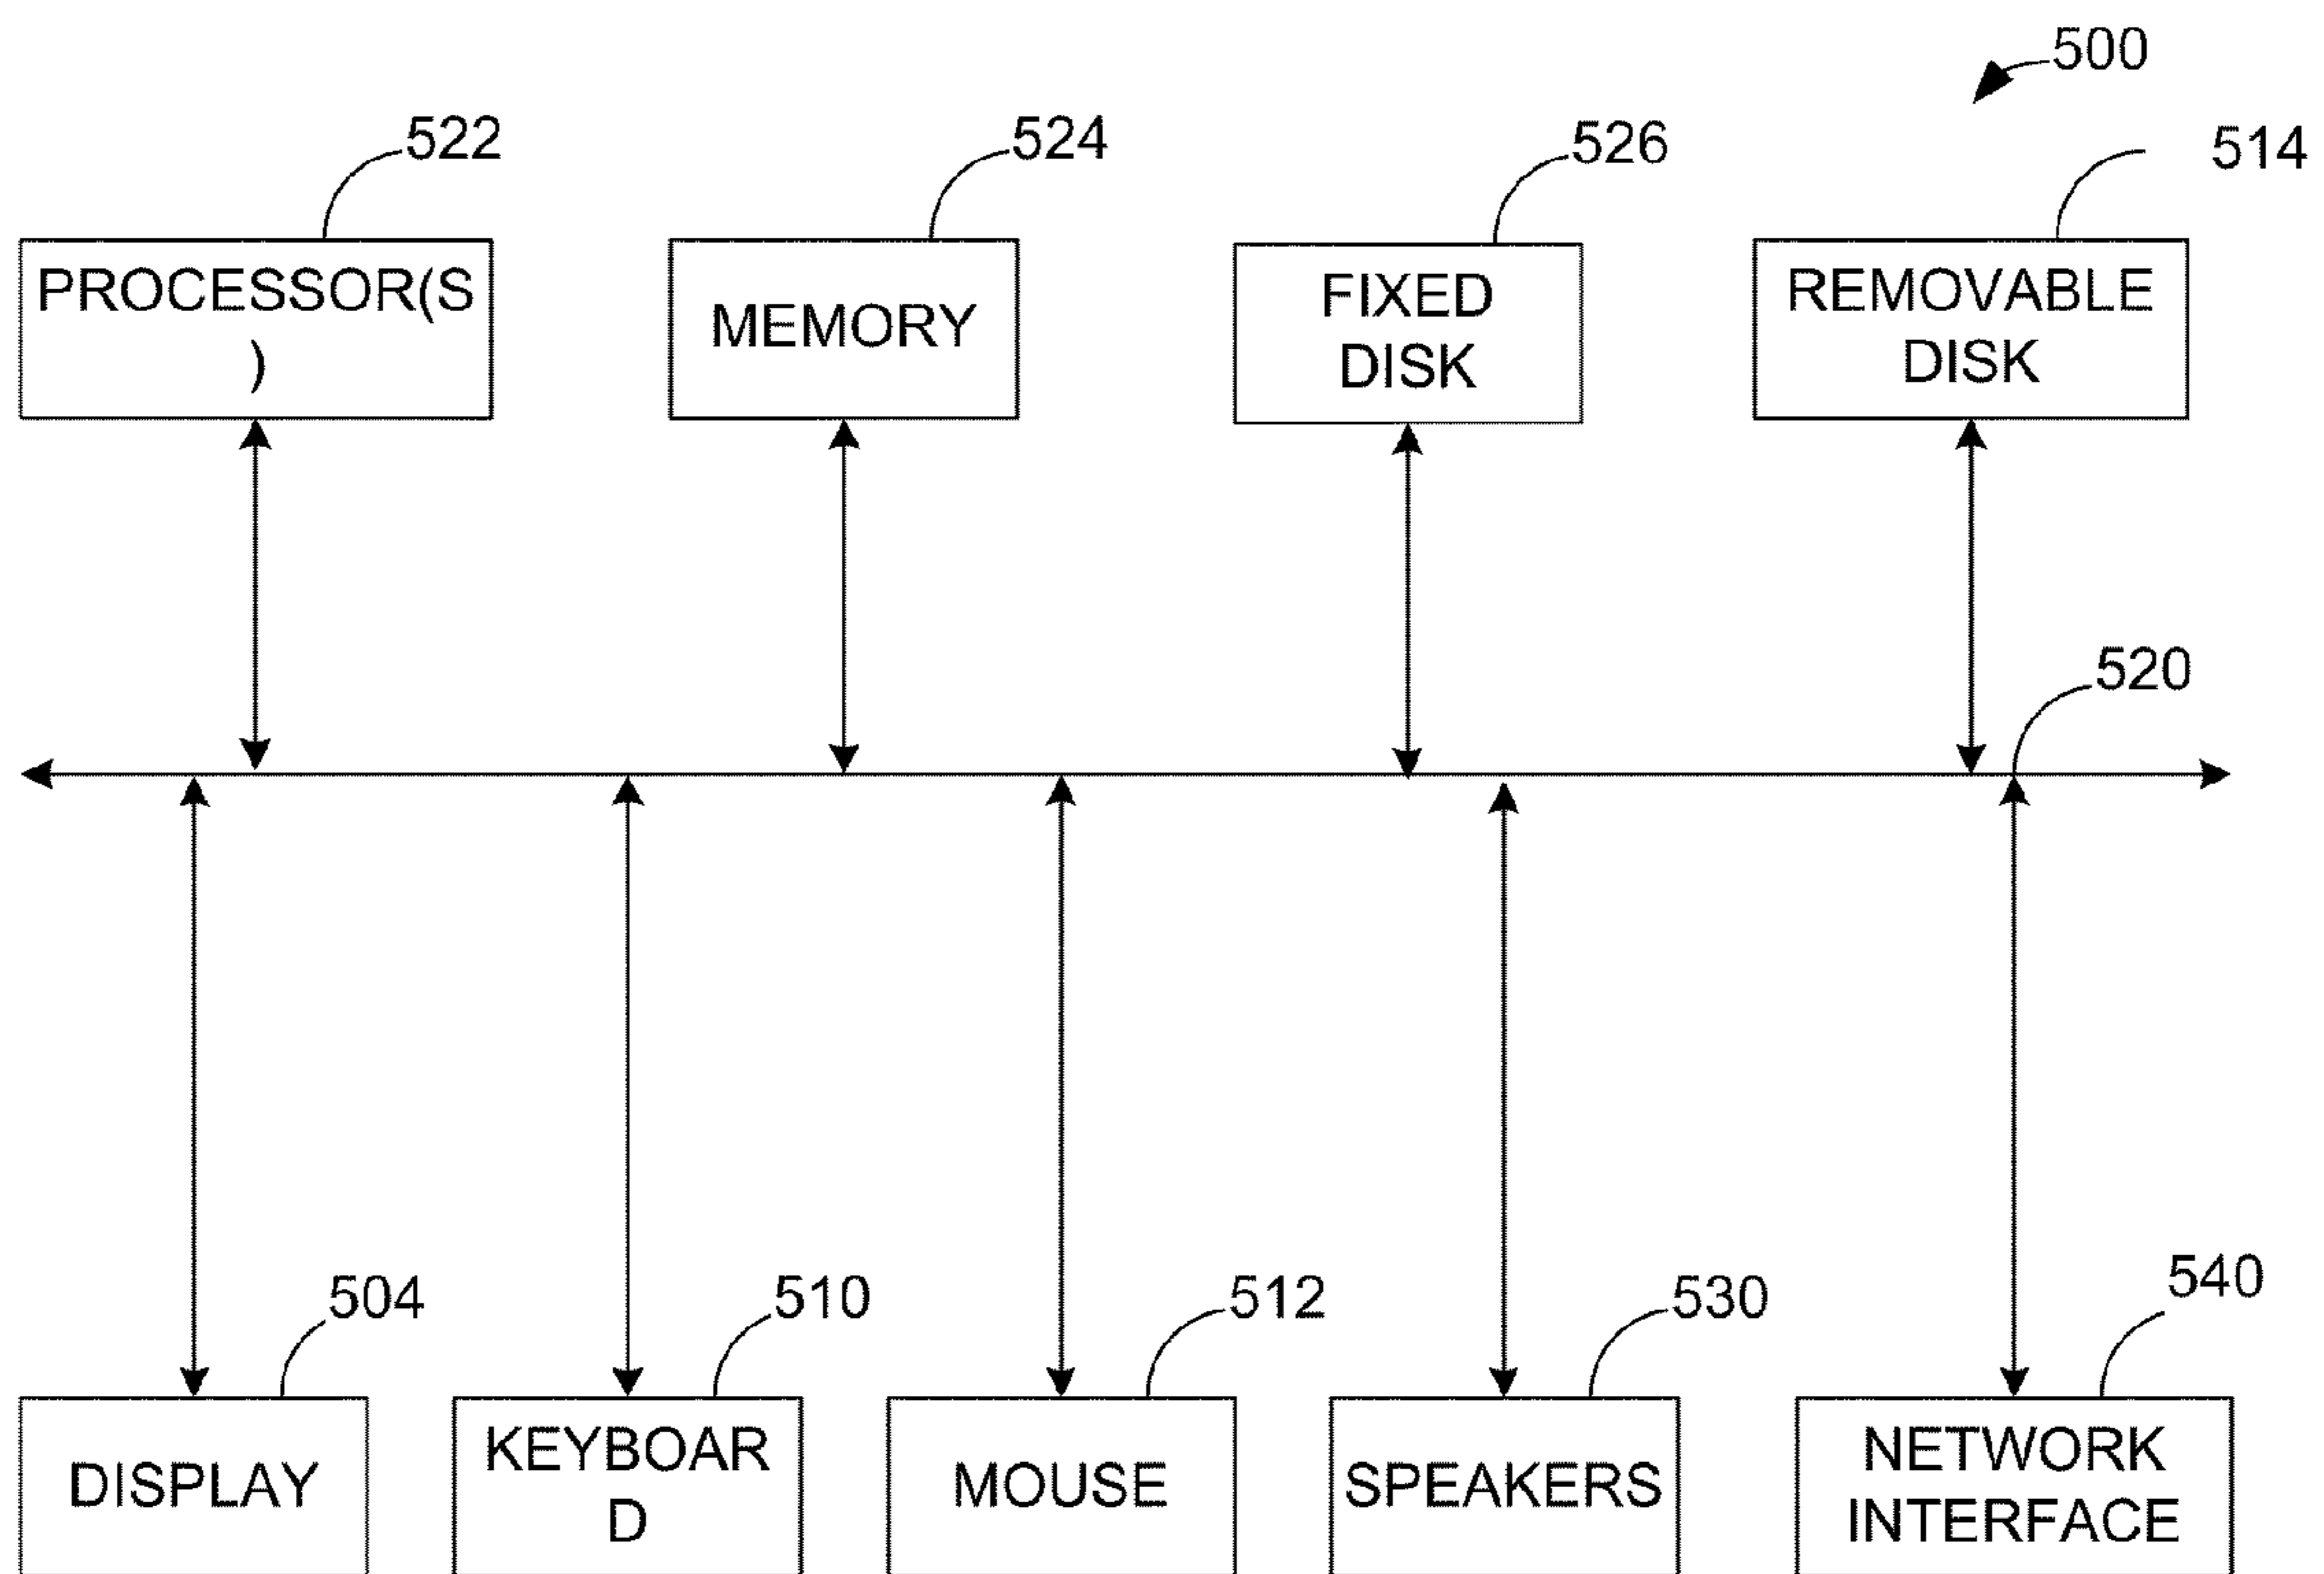 500
522
524
526
514
PROCESSOR(S
)
MEMORY
FIXED
DISK
REMOVABLE
DISK
520
504
510
512
530
540
DISPLAY
KEYBOAR
D
MOUSE
SPEAKERS
NETWORK
INTERFACE